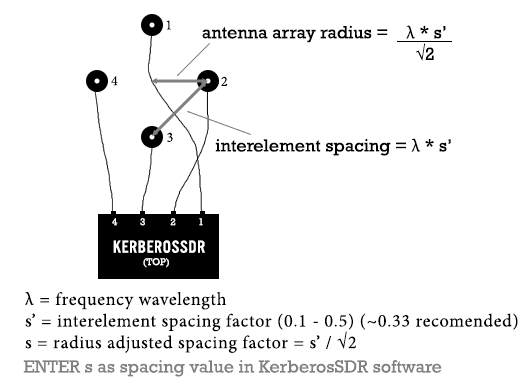 1
antenna array radius = λ * s' / √2
4
2
3
interelement spacing = λ * s'
4 3 2 1
KERBEROSSDR
(TOP)
λ = frequency wavelength
s' = interelement spacing factor (0.1 - 0.5) (~0.33 recomended)
s = radius adjusted spacing factor = s' / √2
ENTER s as spacing value in KerberosSDR software